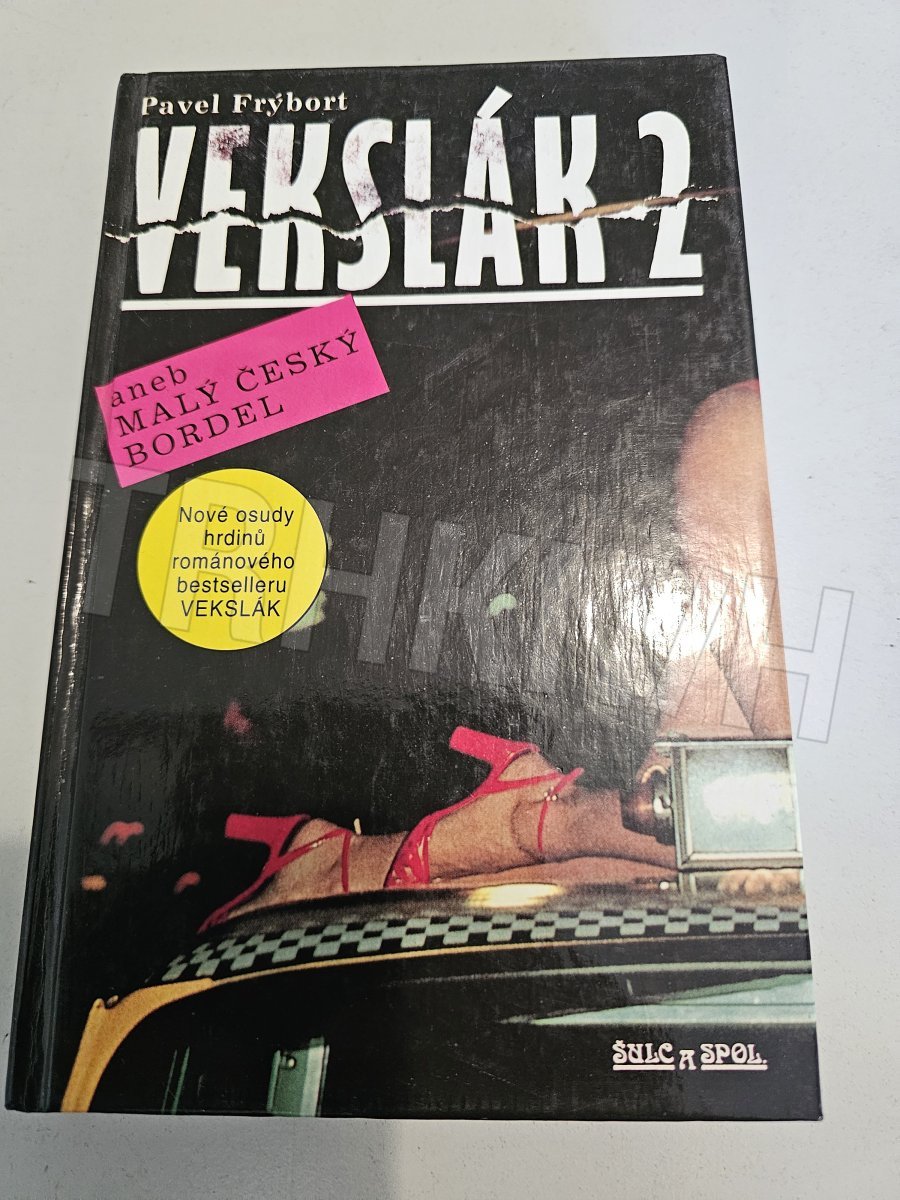 Pavel Frýbort
VEKSLÁK 2
aneb
MALÝ ČESKÝ
BORDEL
Nové osudy
hrdinů
románového
bestselleru
VEKSLÁK
ŠULC A SPOL.